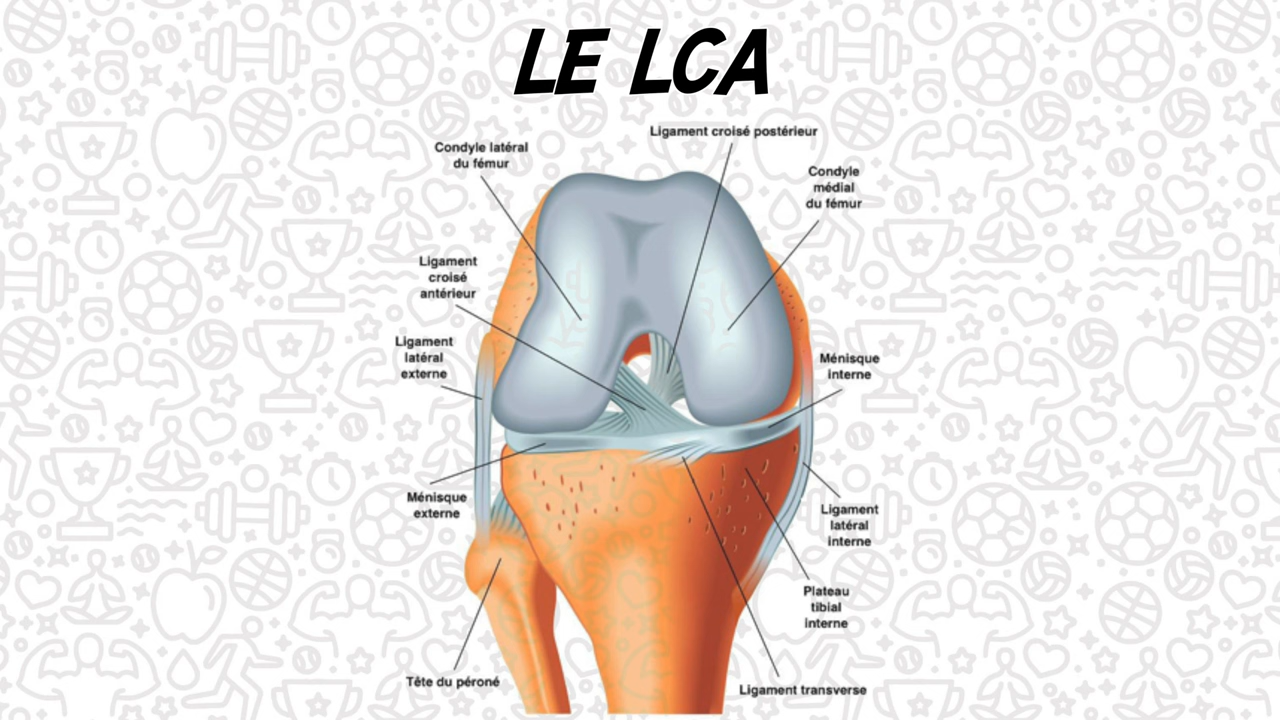 LE LCA
Ligament croisé postérieur
Condyle latéral
du fémur
Condyle
médial
du fémur
Ligament
croisé
antérieur
Ligament
latéral
externe
Ménisque
interne
Ménisque
externe
Ligament
latéral
interne
Plateau
tibial
interne
Tête du péroné
Ligament transverse